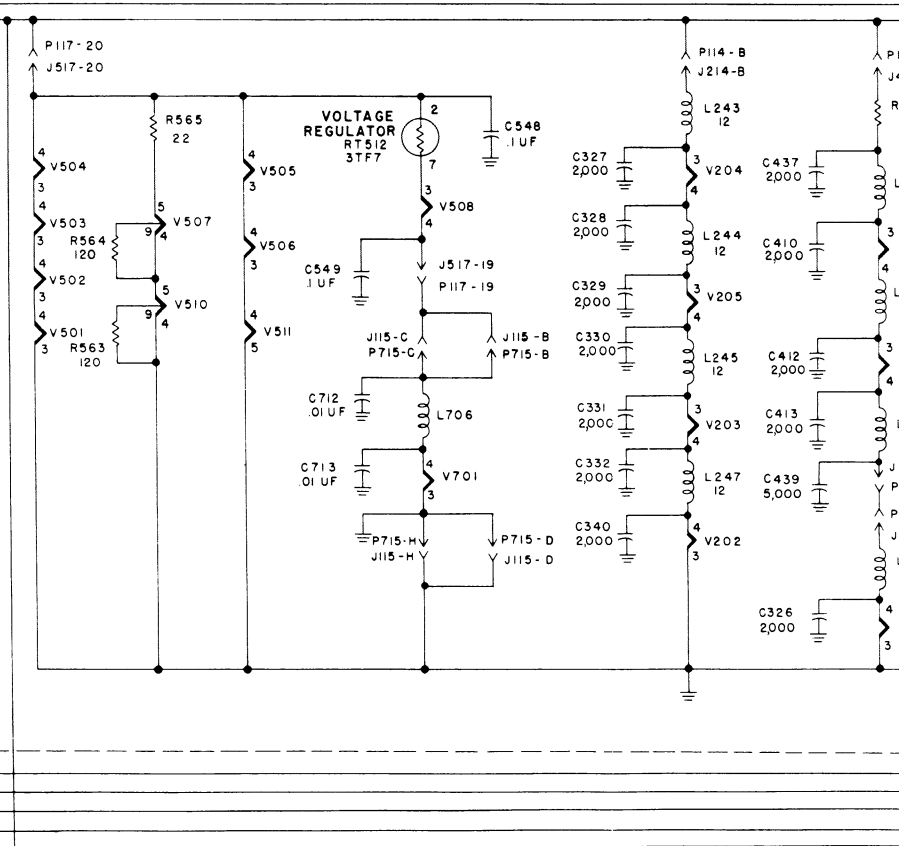 P117-20
J517-20
R565
22
V504
4
3
V503
4
3
V502
4
3
V501
4
3
R564
120
5
V507
9
4
5
V510
9
4
R563
120
4
V505
3
4
V506
3
4
V511
5
VOLTAGE
REGULATOR
RT512
3TF7
2
7
C548
.1UF
3
V508
4
C549
.1UF
J517-19
P117-19
J115-C
P715-C
J115-B
P715-B
C712
.01UF
L706
C713
.01UF
4
V701
3
P715-H
J115-H
P715-D
J115-D
P114-B
J214-B
L243
12
C327
2,000
3
V204
4
C328
2,000
L244
12
C329
2,000
3
V205
4
C330
2,000
L245
12
C331
2,000
3
V203
4
C332
2,000
L247
12
C340
2,000
4
V202
3
P1
J4
R
C437
2,000
L
C410
2,000
3
4
L
C412
2,000
3
4
C413
2,000
C439
5,000
J
P
P
J
L
C326
2,000
4
3